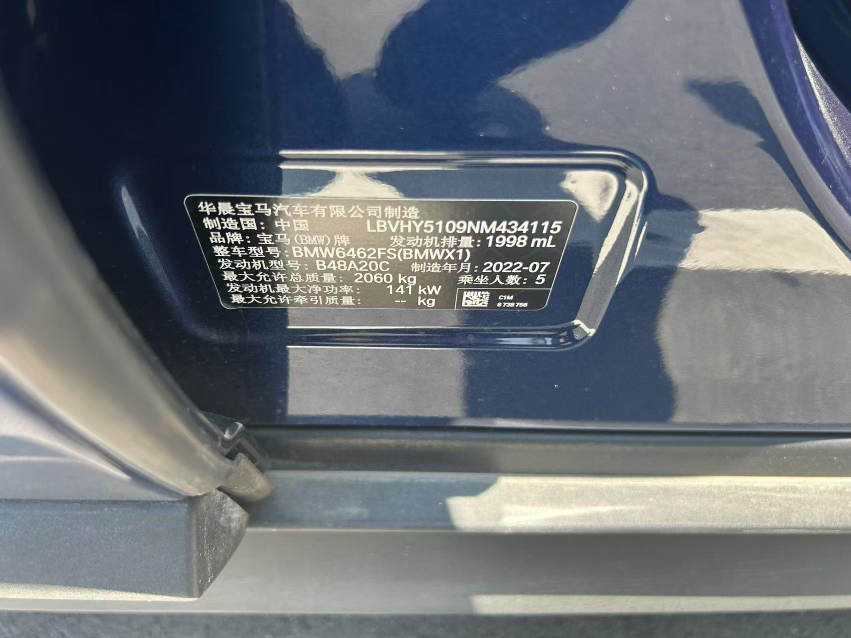 华晨宝马汽车有限公司制造
制造国: 中国 LBVHY5109NM434115
品牌: 宝马(BMW)牌 发动机排量: 1998 mL
整车型号: BMW6462FS(BMWX1)
发动机型号: B48A20C 制造年月: 2022-07
最大允许总质量: 2060 kg 乘坐人数: 5
发动机最大净功率: 141 kW
最大允许牵引质量: -- kg
C1M
6 736 756